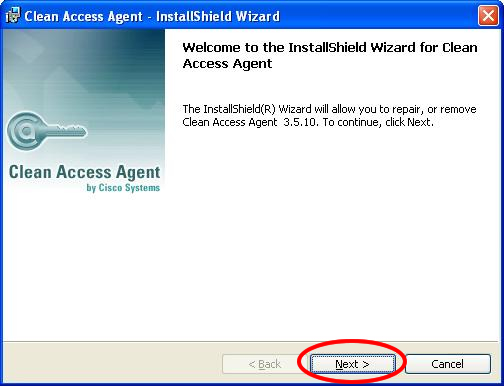 Clean Access Agent - InstallShield Wizard
Welcome to the InstallShield Wizard for Clean
Access Agent
The InstallShield(R) Wizard will allow you to repair, or remove
Clean Access Agent  3.5.10. To continue, click Next.
Clean Access Agent
by Cisco Systems
< Back
Next >
Cancel